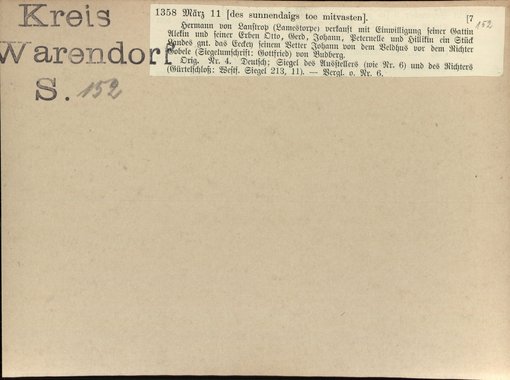 Kreis
Warendorf
S. 152
1358 März 11 [des sunnendaigs toe mitvasten]. [7
152
Hermann von Lanstrop (Lamestorpe) verkauft mit Einwilligung seiner Gattin
Alekin und seiner Erben Otto, Gerd, Johann, Peternelle und Hillikin ein Stück
Landes gnt. das Ercken seinem Vetter Johann von dem Veldhus vor dem Richter
Gobele (Siegelumschrift: Gottfried) von Budberg.
Orig. Nr. 4. Deutsch; Siegel des Ausstellers (wie Nr. 6) und des Richters
(Gürtelschloß: Westf. Siegel 213, 11). — Vergl. o. Nr. 6.